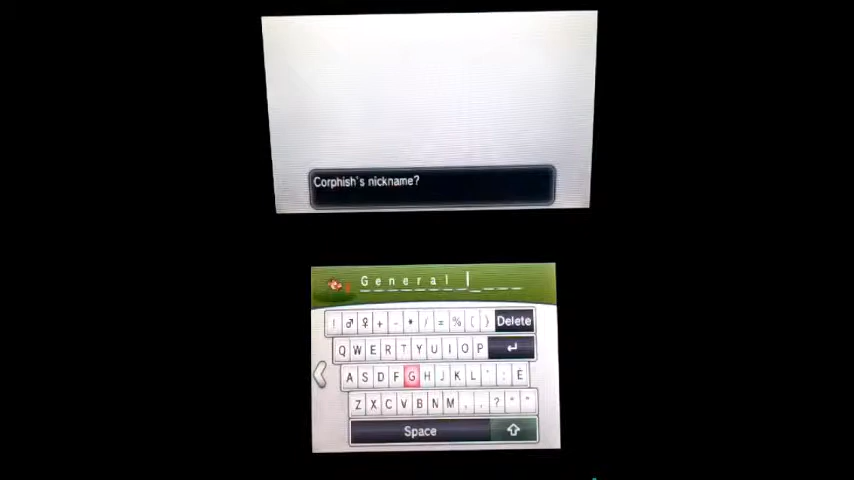 Corphish's nickname?
General
! ♂ ♀ + - * / = % ( ) Delete
Q W E R T Y U I O P
A S D F G H J K L ' : É
Z X C V B N M , . ? “ ”
Space